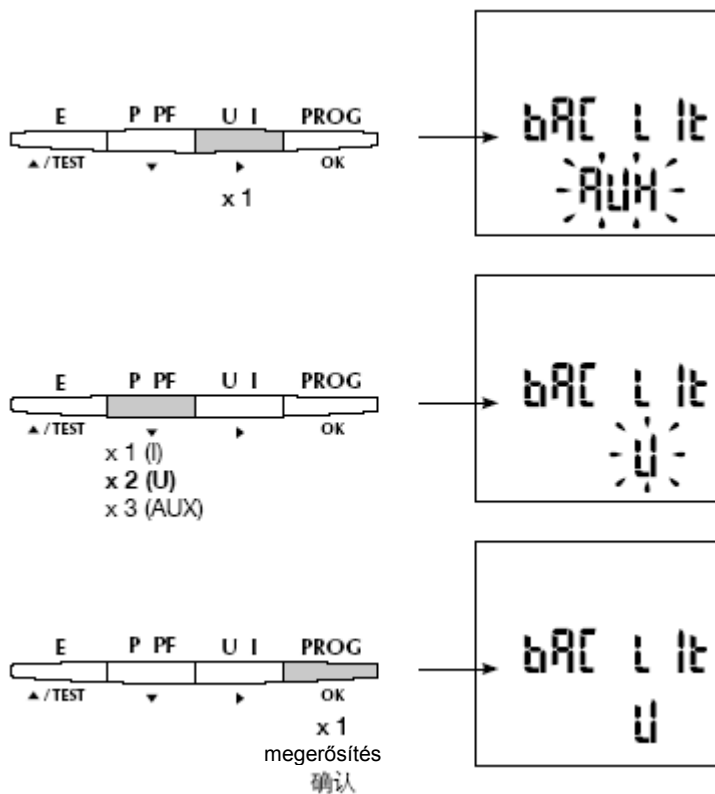 E P PF U I PROG
▲ /TEST ▼ ► OK
x 1
bAC LIt
AUX
E P PF U I PROG
▲ /TEST ▼ ► OK
x 1 (I)
x 2 (U)
x 3 (AUX)
bAC LIt
U
E P PF U I PROG
▲ /TEST ▼ ► OK
x 1
megerősítés
确认
bAC LIt
U